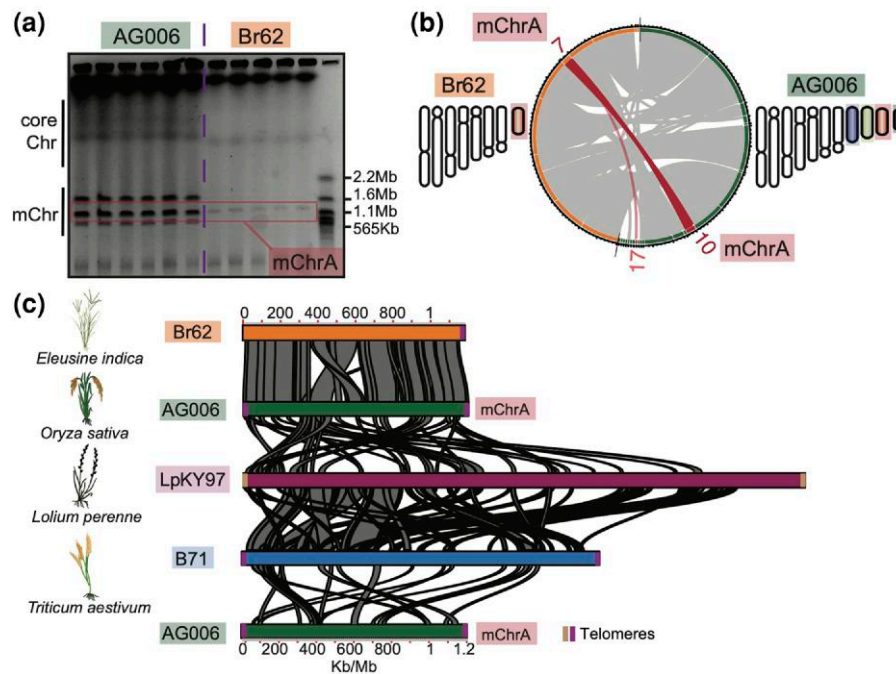 (a)
AG006
Br62
core
Chr
mChr
2.2Mb
1.6Mb
1.1Mb
565Kb
mChrA
(b)
mChrA
7
Br62
AG006
17
10
mChrA
(c)
0 200 400 800 1
Br62
Eleusine indica
AG006
mChrA
Oryza sativa
LpKY97
Lolium perenne
B71
Triticum aestivum
AG006
mChrA
Telomeres
0 200 400 800 1 1.2
Kb/Mb